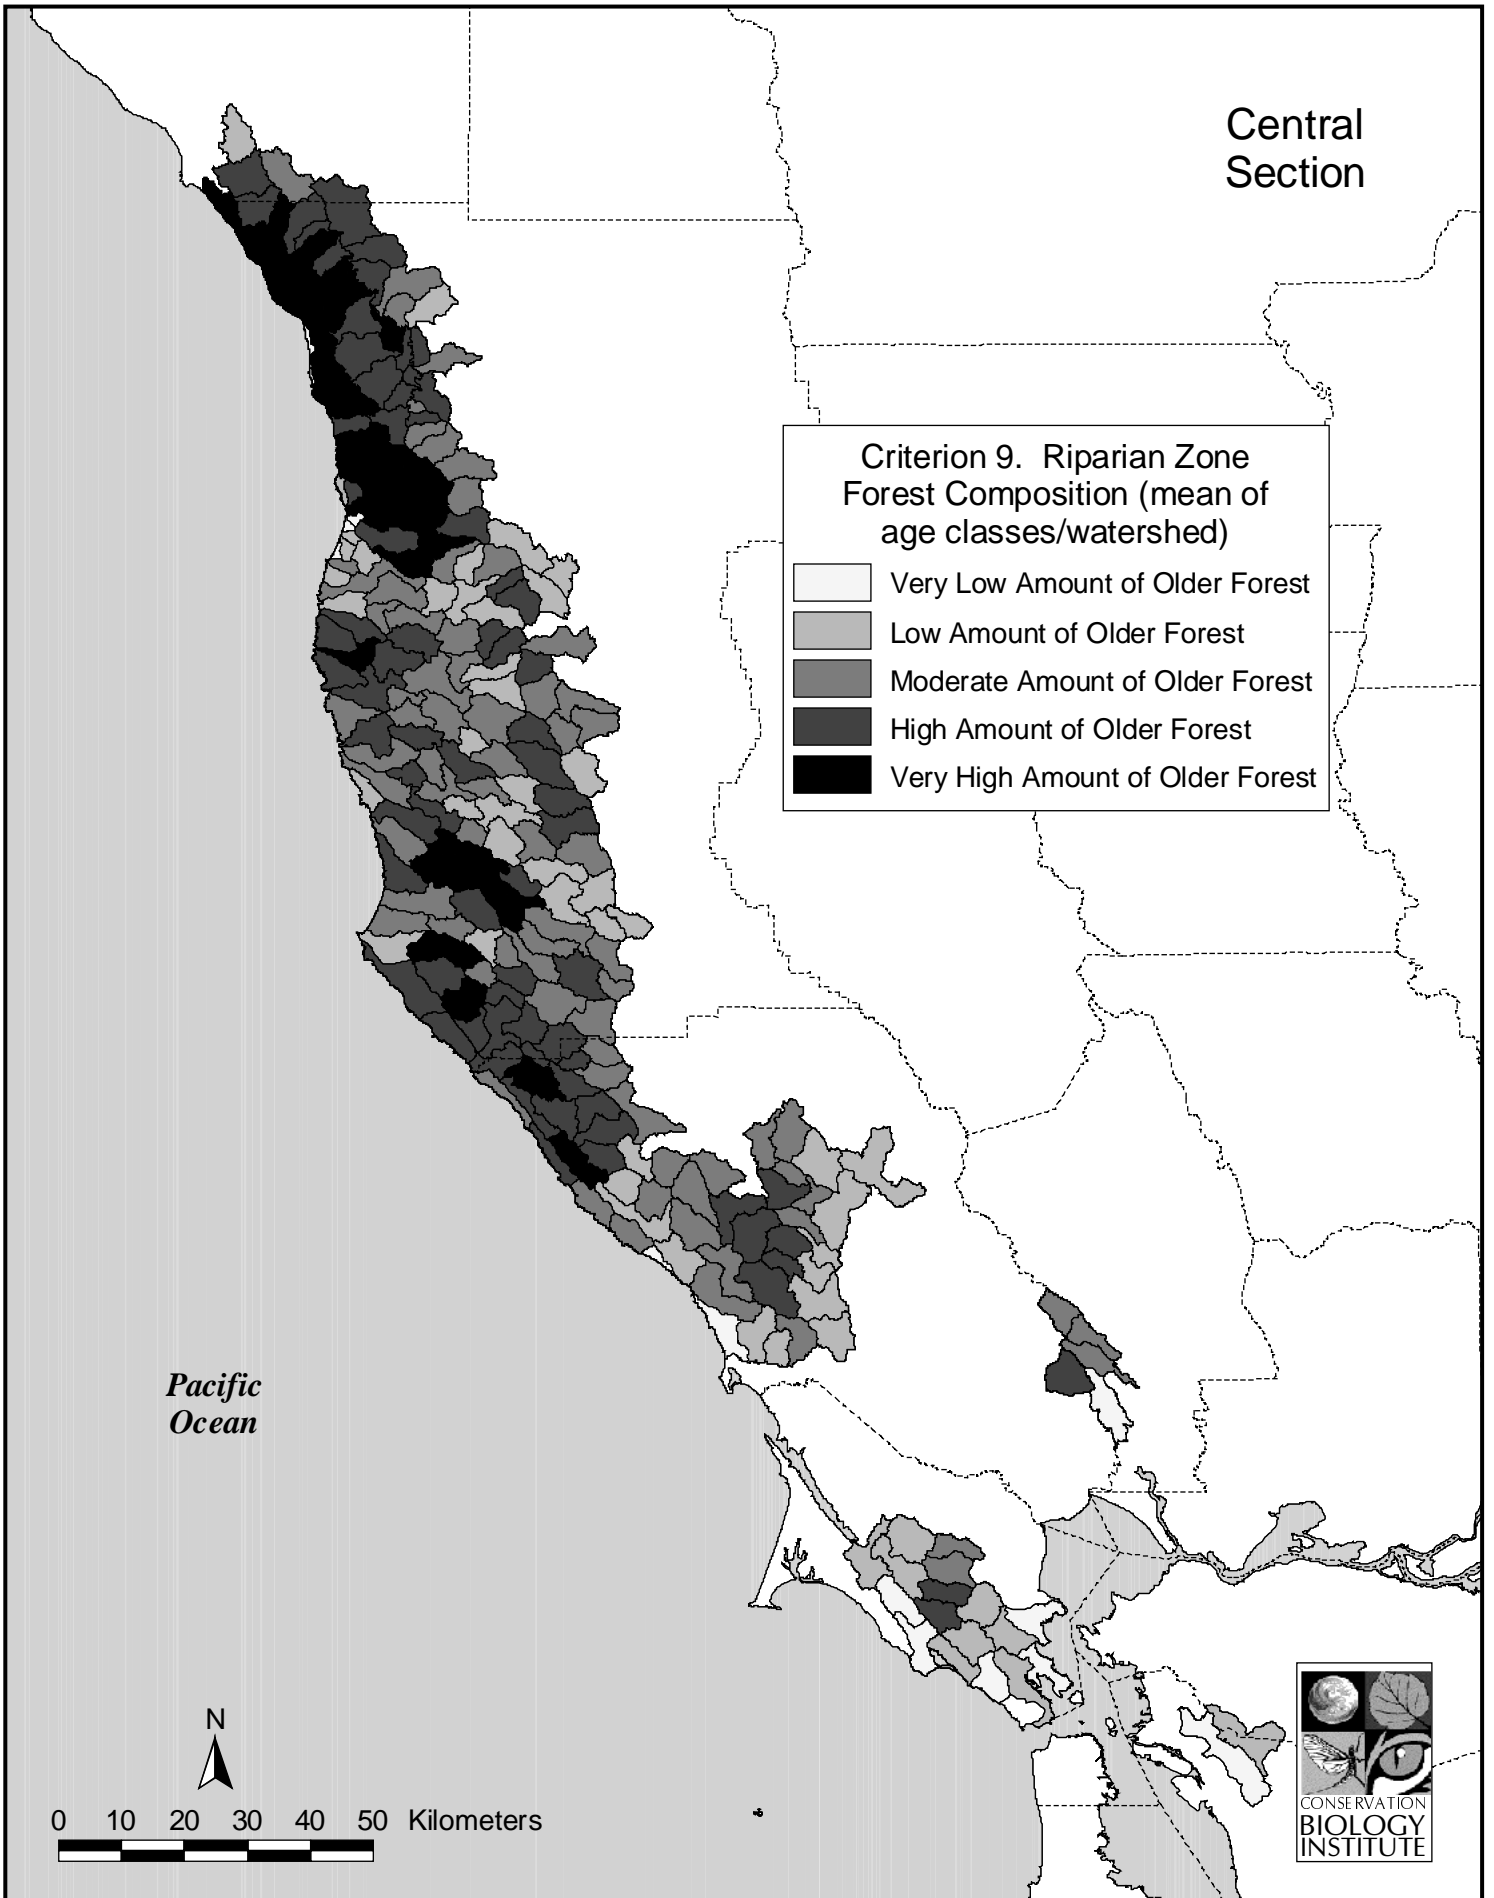 Central
Section
Criterion 9. Riparian Zone
Forest Composition (mean of
age classes/watershed)
Very Low Amount of Older Forest
Low Amount of Older Forest
Moderate Amount of Older Forest
High Amount of Older Forest
Very High Amount of Older Forest
Pacific
Ocean
N
0 10 20 30 40 50 Kilometers
CONSERVATION
BIOLOGY
INSTITUTE